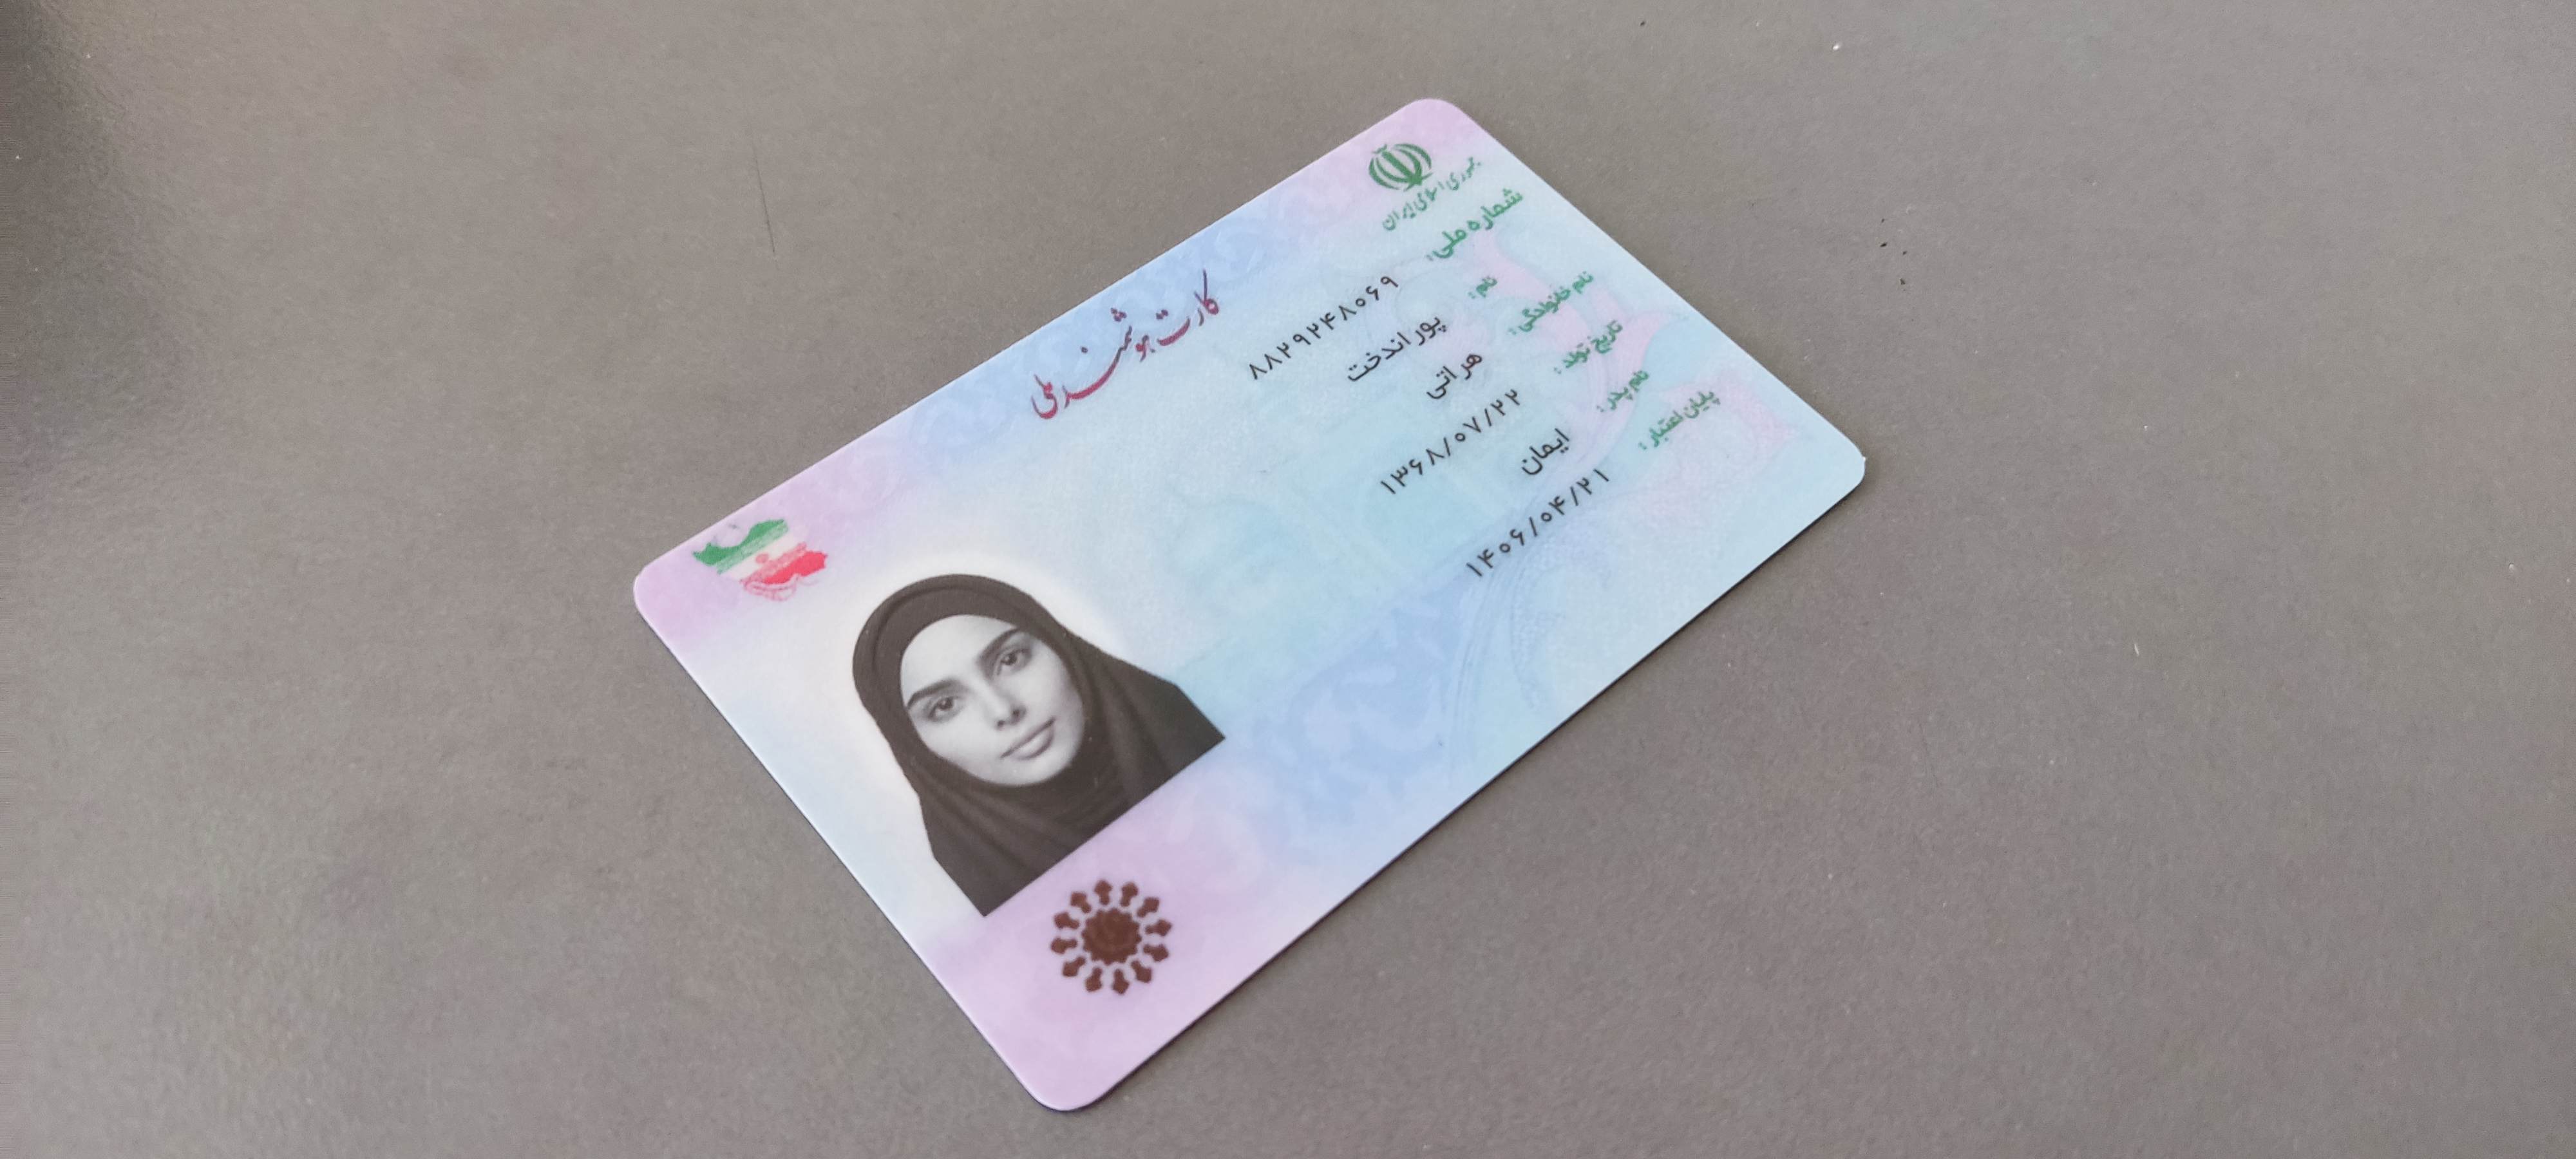 جمهوری اسلامی ایران
کارت هوشمند ملی
شماره ملی: ۸۸۲۹۲۴۸۰۶۹
نام: پوراندخت
نام خانوادگی: هراتی
تاریخ تولد: ۱۳۶۸/۰۷/۲۲
نام پدر: ایمان
پایان اعتبار: ۱۴۰۶/۰۴/۲۱